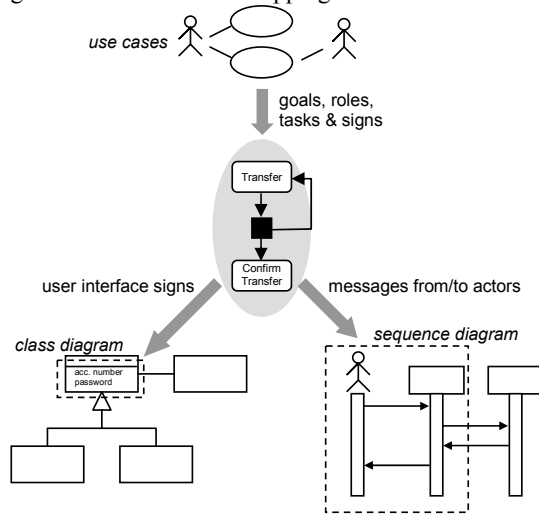 use cases
goals, roles,
tasks & signs
Transfer
Confirm
Transfer
user interface signs
messages from/to actors
class diagram
sequence diagram
acc. number
password